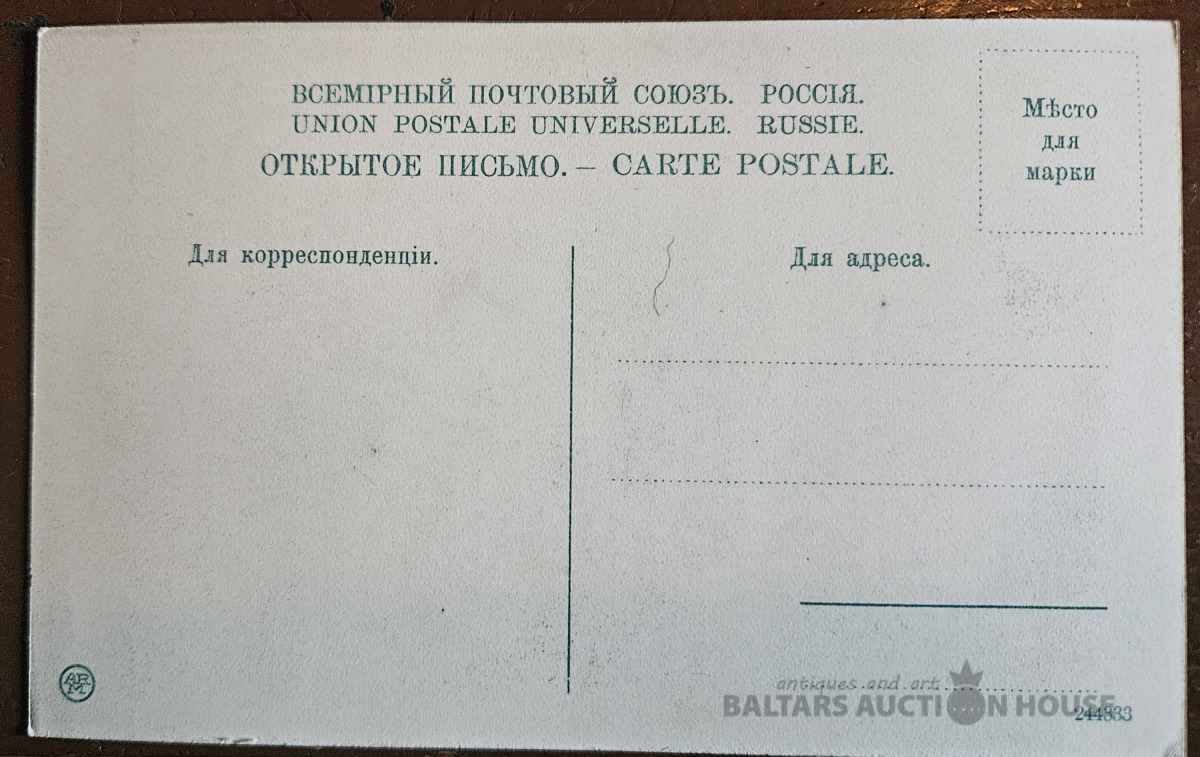 ВСЕМІРНЫЙ ПОЧТОВЫЙ СОЮЗЪ. РОССІЯ.
UNION POSTALE UNIVERSELLE. RUSSIE.
ОТКРЫТОЕ ПИСЬМО. — CARTE POSTALE.
Мѣсто
для
марки
Для корреспонденціи.
Для адреса.
antiques and art
BALTARS AUCTION HOUSE